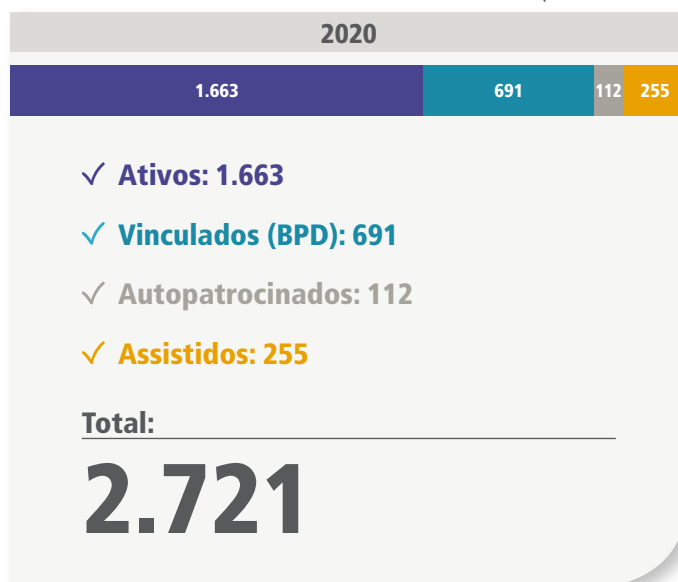 2020
1.663 691 112 255
Ativos: 1.663
Vinculados (BPD): 691
Autopatrocinados: 112
Assistidos: 255
Total:
2.721